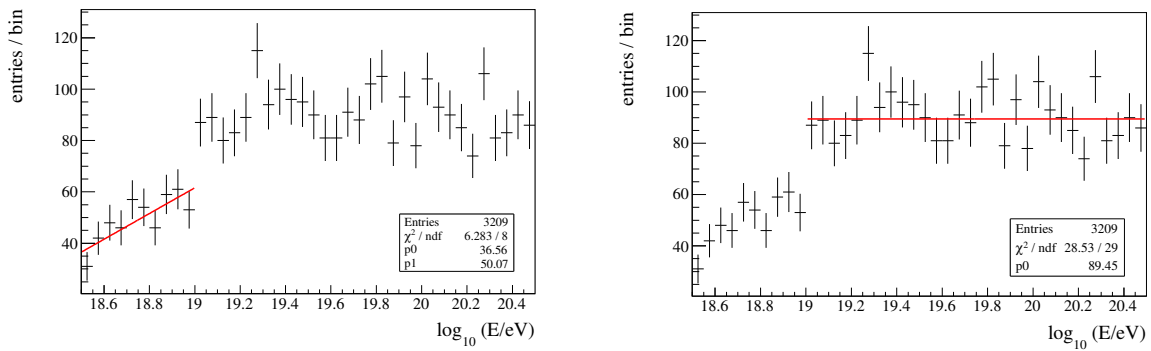 entries / bin
120
100
80
60
40
Entries 3209
χ² / ndf 6.283 / 8
p0 36.56
p1 50.07
18.6 18.8 19 19.2 19.4 19.6 19.8 20 20.2 20.4
log₁₀ (E/eV)
entries / bin
120
100
80
60
40
Entries 3209
χ² / ndf 28.53 / 29
p0 89.45
18.6 18.8 19 19.2 19.4 19.6 19.8 20 20.2 20.4
log₁₀ (E/eV)